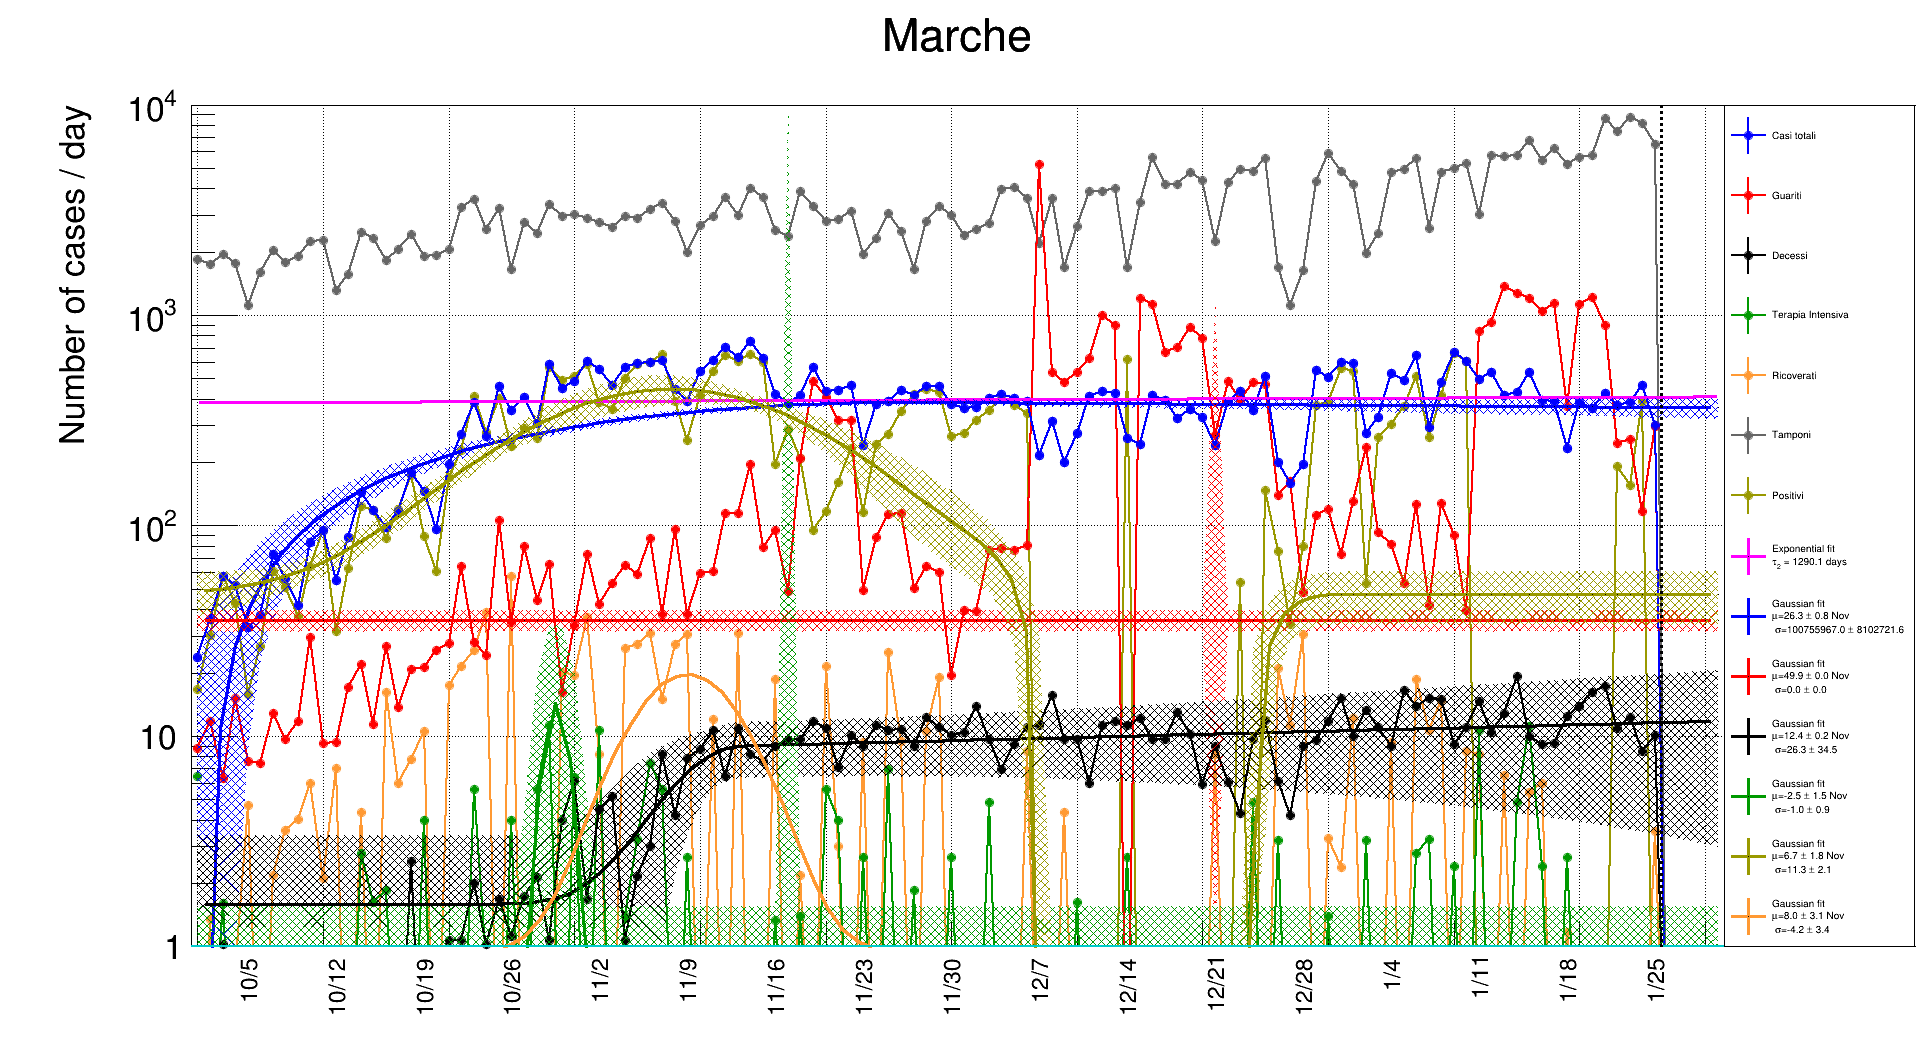 Marche
Number of cases / day
10^4
10^3
10^2
10
1
10/5
10/12
10/19
10/26
11/2
11/9
11/16
11/23
11/30
12/7
12/14
12/21
12/28
1/4
1/11
1/18
1/25
Casi totali
Guariti
Decessi
Terapia Intensiva
Ricoverati
Tamponi
Positivi
Exponential fit
τ₂ = 1290.1 days
Gaussian fit
μ=26.3 ± 0.8 Nov
σ=100755967.0 ± 8102721.6
Gaussian fit
μ=49.9 ± 0.0 Nov
σ=0.0 ± 0.0
Gaussian fit
μ=12.4 ± 0.2 Nov
σ=26.3 ± 34.5
Gaussian fit
μ=-2.5 ± 1.5 Nov
σ=-1.0 ± 0.9
Gaussian fit
μ=6.7 ± 1.8 Nov
σ=11.3 ± 2.1
Gaussian fit
μ=8.0 ± 3.1 Nov
σ=-4.2 ± 3.4